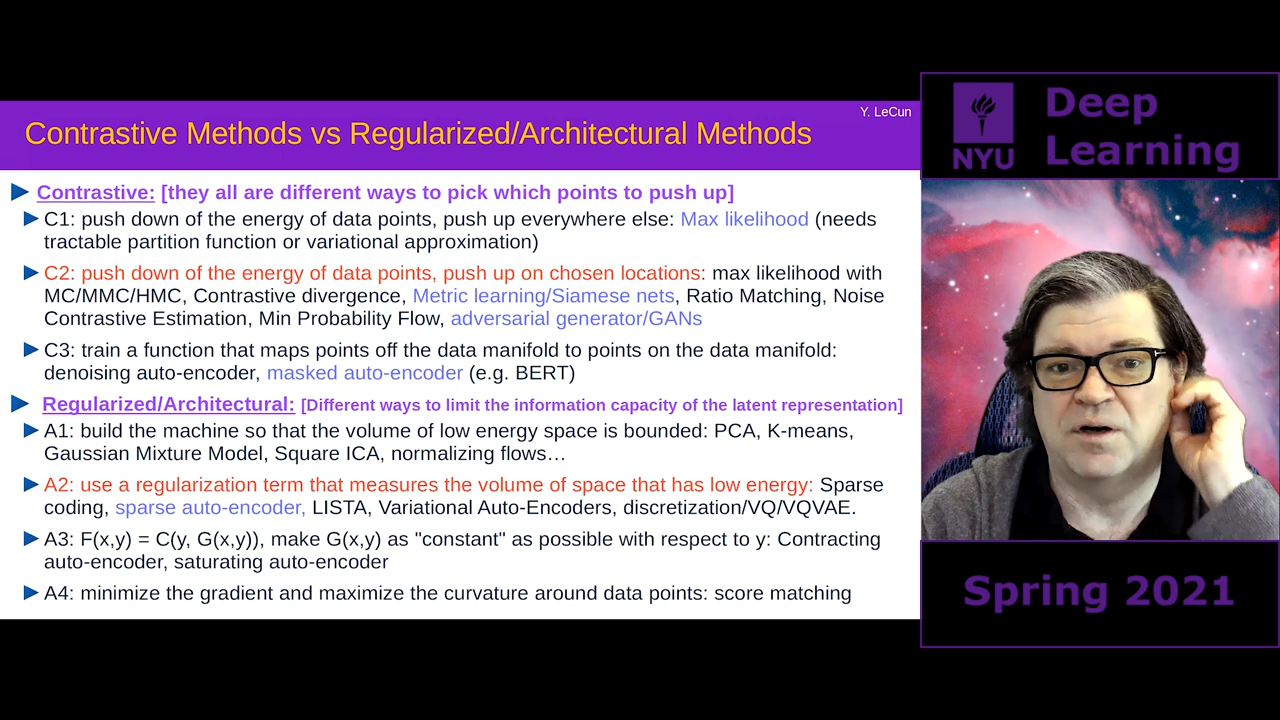 Y. LeCun
Contrastive Methods vs Regularized/Architectural Methods
Contrastive: [they all are different ways to pick which points to push up]
C1: push down of the energy of data points, push up everywhere else: Max likelihood (needs
tractable partition function or variational approximation)
C2: push down of the energy of data points, push up on chosen locations: max likelihood with
MC/MMC/HMC, Contrastive divergence, Metric learning/Siamese nets, Ratio Matching, Noise
Contrastive Estimation, Min Probability Flow, adversarial generator/GANs
C3: train a function that maps points off the data manifold to points on the data manifold:
denoising auto-encoder, masked auto-encoder (e.g. BERT)
Regularized/Architectural: [Different ways to limit the information capacity of the latent representation]
A1: build the machine so that the volume of low energy space is bounded: PCA, K-means,
Gaussian Mixture Model, Square ICA, normalizing flows…
A2: use a regularization term that measures the volume of space that has low energy: Sparse
coding, sparse auto-encoder, LISTA, Variational Auto-Encoders, discretization/VQ/VQVAE.
A3: F(x,y) = C(y, G(x,y)), make G(x,y) as "constant" as possible with respect to y: Contracting
auto-encoder, saturating auto-encoder
A4: minimize the gradient and maximize the curvature around data points: score matching
NYU
Deep
Learning
Spring 2021